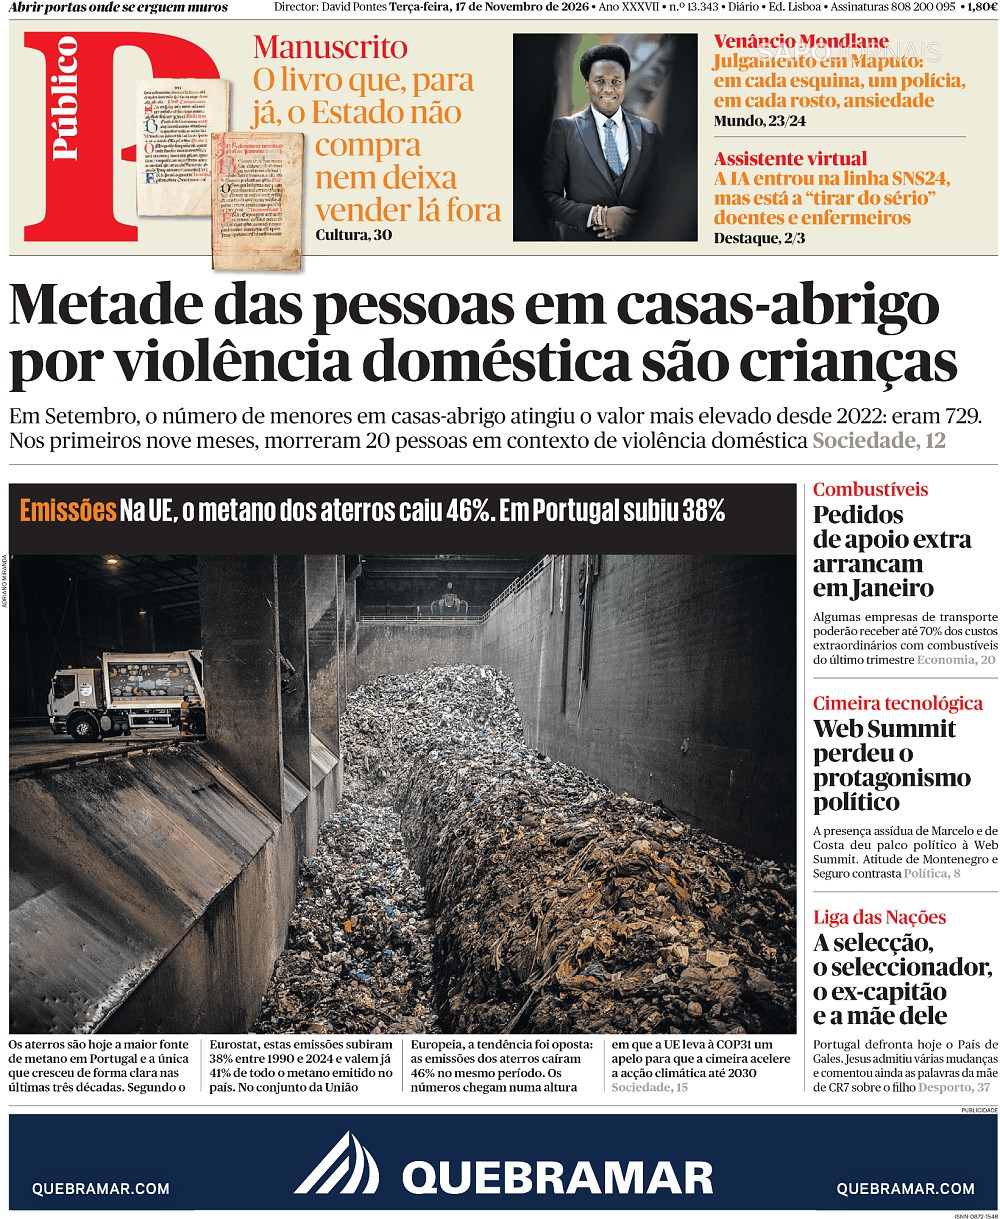 Abrir portas onde se erguem muros
Director: David Pontes Terça-feira, 17 de Novembro de 2026 • Ano XXXVII • n.º 13.343 • Diário • Ed. Lisboa • Assinaturas 808 200 095 • 1,80€
Público
Manuscrito
O livro que, para
já, o Estado não
compra
nem deixa
vender lá fora
Cultura, 30
SAPO JORNAIS
Venâncio Mondlane
Julgamento em Maputo:
em cada esquina, um polícia,
em cada rosto, ansiedade
Mundo, 23/24
Assistente virtual
A IA entrou na linha SNS24,
mas está a “tirar do sério”
doentes e enfermeiros
Destaque, 2/3
Metade das pessoas em casas-abrigo
por violência doméstica são crianças
Em Setembro, o número de menores em casas-abrigo atingiu o valor mais elevado desde 2022: eram 729.
Nos primeiros nove meses, morreram 20 pessoas em contexto de violência doméstica Sociedade, 12
Emissões Na UE, o metano dos aterros caiu 46%. Em Portugal subiu 38%
ADRIANO MIRANDA
Os aterros são hoje a maior fonte
de metano em Portugal e a única
que cresceu de forma clara nas
últimas três décadas. Segundo o
Eurostat, estas emissões subiram
38% entre 1990 e 2024 e valem já
41% de todo o metano emitido no
país. No conjunto da União
Europeia, a tendência foi oposta:
as emissões dos aterros caíram
46% no mesmo período. Os
números chegam numa altura
em que a UE leva à COP31 um
apelo para que a cimeira acelere
a acção climática até 2030
Sociedade, 15
Combustíveis
Pedidos
de apoio extra
arrancam
em Janeiro
Algumas empresas de transporte
poderão receber até 70% dos custos
extraordinários com combustíveis
do último trimestre Economia, 20
Cimeira tecnológica
Web Summit
perdeu o
protagonismo
político
A presença assídua de Marcelo e de
Costa deu palco político à Web
Summit. Atitude de Montenegro e
Seguro contrasta Política, 8
Liga das Nações
A selecção,
o seleccionador,
o ex-capitão
e a mãe dele
Portugal defronta hoje o País de
Gales. Jesus admitiu várias mudanças
e comentou ainda as palavras da mãe
de CR7 sobre o filho Desporto, 37
PUBLICIDADE
QUEBRAMAR.COM
QUEBRAMAR
QUEBRAMAR.COM
ISNN-0872-1548